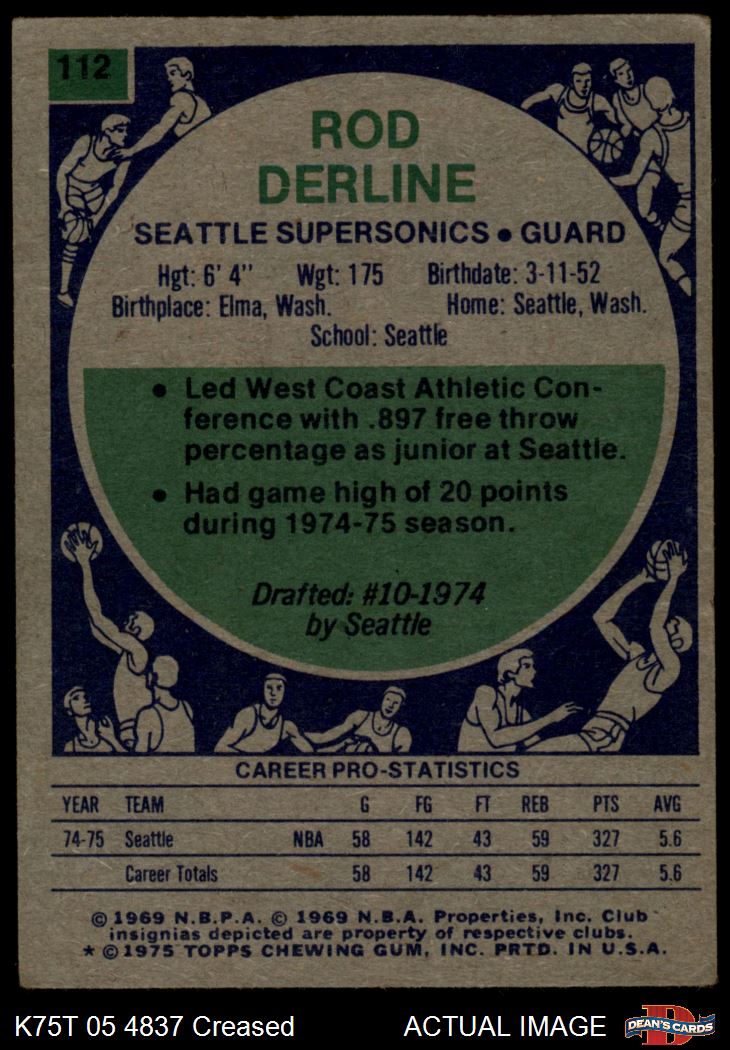 112
ROD
DERLINE
SEATTLE SUPERSONICS • GUARD
Hgt: 6' 4" Wgt: 175 Birthdate: 3-11-52
Birthplace: Elma, Wash. Home: Seattle, Wash.
School: Seattle
• Led West Coast Athletic Con-
ference with .897 free throw
percentage as junior at Seattle.
• Had game high of 20 points
during 1974-75 season.
Drafted: #10-1974
by Seattle
CAREER PRO-STATISTICS
YEAR TEAM G FG FT REB PTS AVG
74-75 Seattle NBA 58 142 43 59 327 5.6
Career Totals 58 142 43 59 327 5.6
© 1969 N.B.P.A. © 1969 N.B.A. Properties, Inc. Club
insignias depicted are property of respective clubs.
* © 1975 TOPPS CHEWING GUM, INC. PRTD. IN U.S.A.
K75T 05 4837 Creased ACTUAL IMAGE
D
DEAN'S CARDS